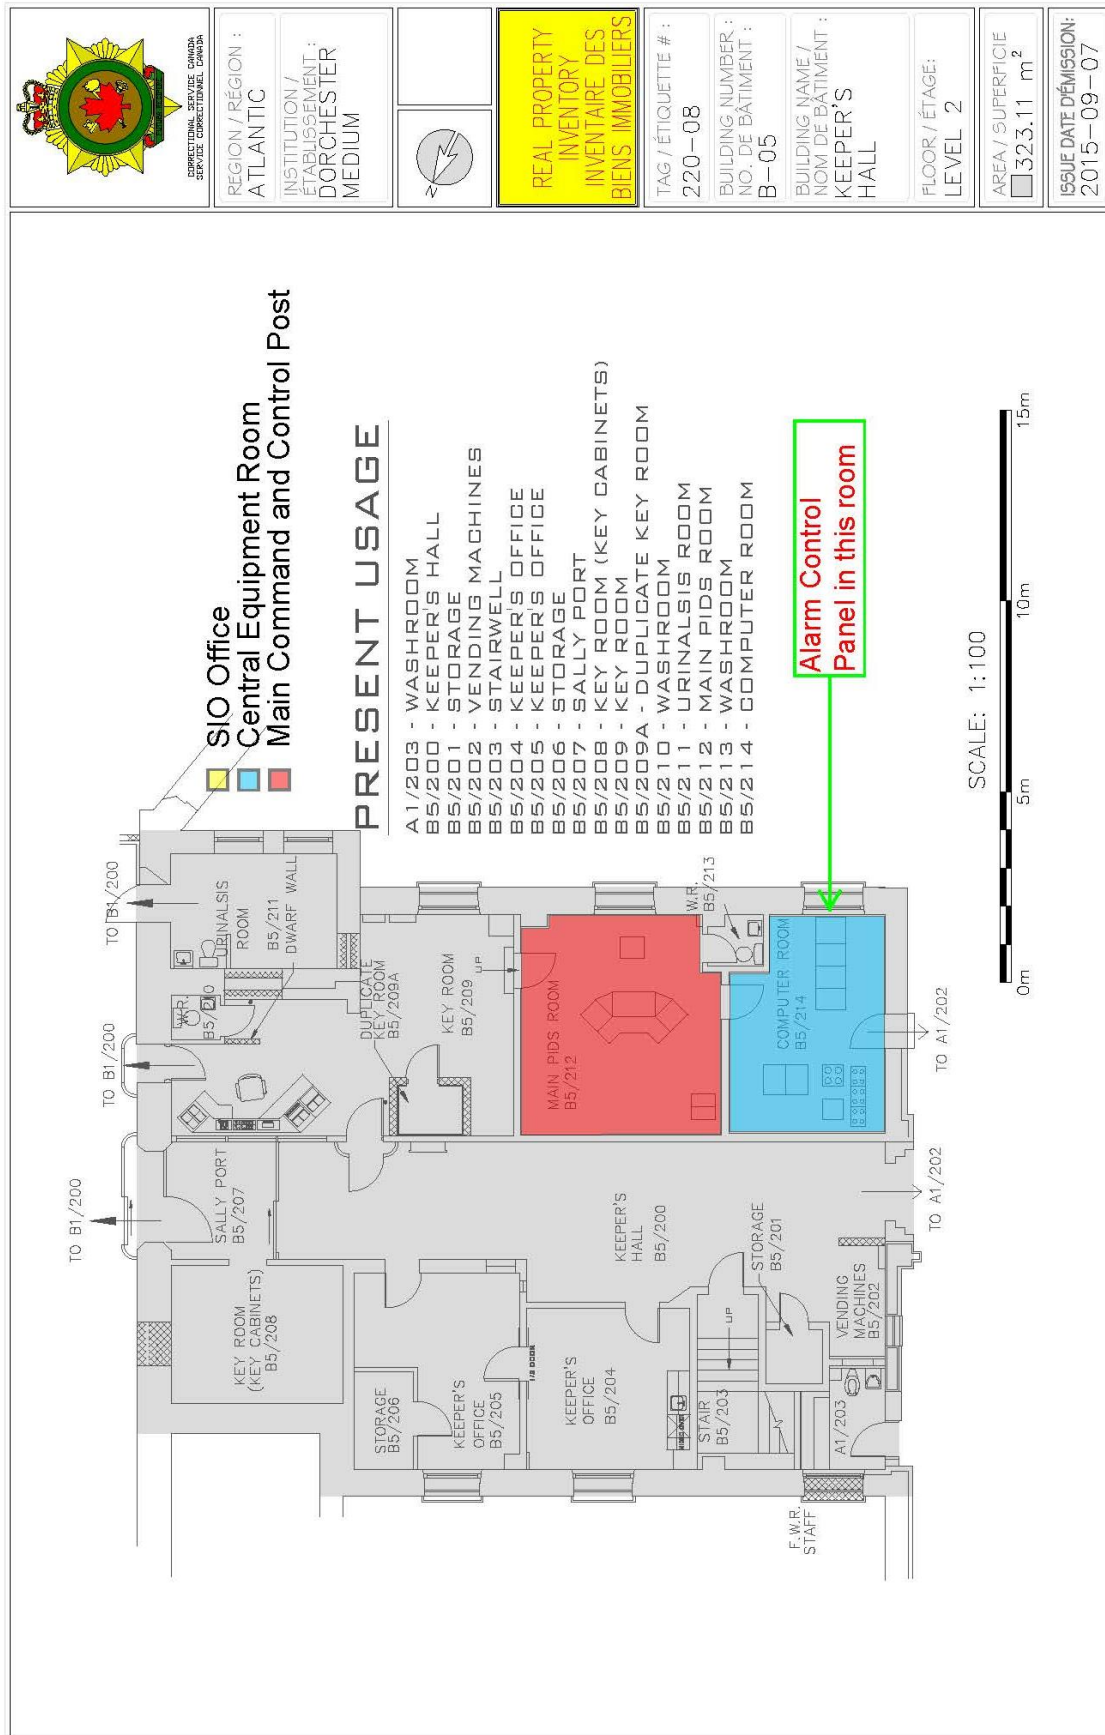 CORRECTIONAL SERVICE CANADA
SERVICE CORRECTIONNEL CANADA
REGION / RÉGION :
ATLANTIC
INSTITUTION /
ÉTABLISSEMENT :
DORCHESTER
MEDIUM
N
REAL PROPERTY
INVENTORY
INVENTAIRE DES
BIENS IMMOBILIERS
TAG / ÉTIQUETTE # :
220-08
BUILDING NUMBER :
NO. DE BÂTIMENT :
B-05
BUILDING NAME /
NOM DE BÂTIMENT :
KEEPER'S
HALL
FLOOR / ÉTAGE:
LEVEL 2
AREA / SUPERFICIE
323.11 m²
ISSUE DATE D'ÉMISSION:
2015-09-07
SIO Office
Central Equipment Room
Main Command and Control Post
PRESENT USAGE
A1/203 - WASHROOM
B5/200 - KEEPER'S HALL
B5/201 - STORAGE
B5/202 - VENDING MACHINES
B5/203 - STAIRWELL
B5/204 - KEEPER'S OFFICE
B5/205 - KEEPER'S OFFICE
B5/206 - STORAGE
B5/207 - SALLY PORT
B5/208 - KEY ROOM (KEY CABINETS)
B5/209 - KEY ROOM
B5/209A - DUPLICATE KEY ROOM
B5/210 - WASHROOM
B5/211 - URINALSIS ROOM
B5/212 - MAIN PIDS ROOM
B5/213 - WASHROOM
B5/214 - COMPUTER ROOM
Alarm Control
Panel in this room
SCALE: 1:100
0m
5m
10m
15m
TO B1/200
TO B1/200
TO B1/200
URINALSIS
ROOM
B5/211
DWARF WALL
W.R.
B5/210
DUPLICATE
KEY ROOM
B5/209A
KEY ROOM
B5/209
UP
MAIN PIDS ROOM
B5/212
W.R.
B5/213
COMPUTER ROOM
B5/214
TO A1/202
TO A1/202
SALLY PORT
B5/207
KEY ROOM
(KEY CABINETS)
B5/208
STORAGE
B5/206
KEEPER'S
OFFICE
B5/205
1/2 DOOR
KEEPER'S
OFFICE
B5/204
KEEPER'S
HALL
B5/200
STORAGE
B5/201
UP
STAIR
B5/203
VENDING
MACHINES
B5/202
A1/203
F.W.R.
STAFF